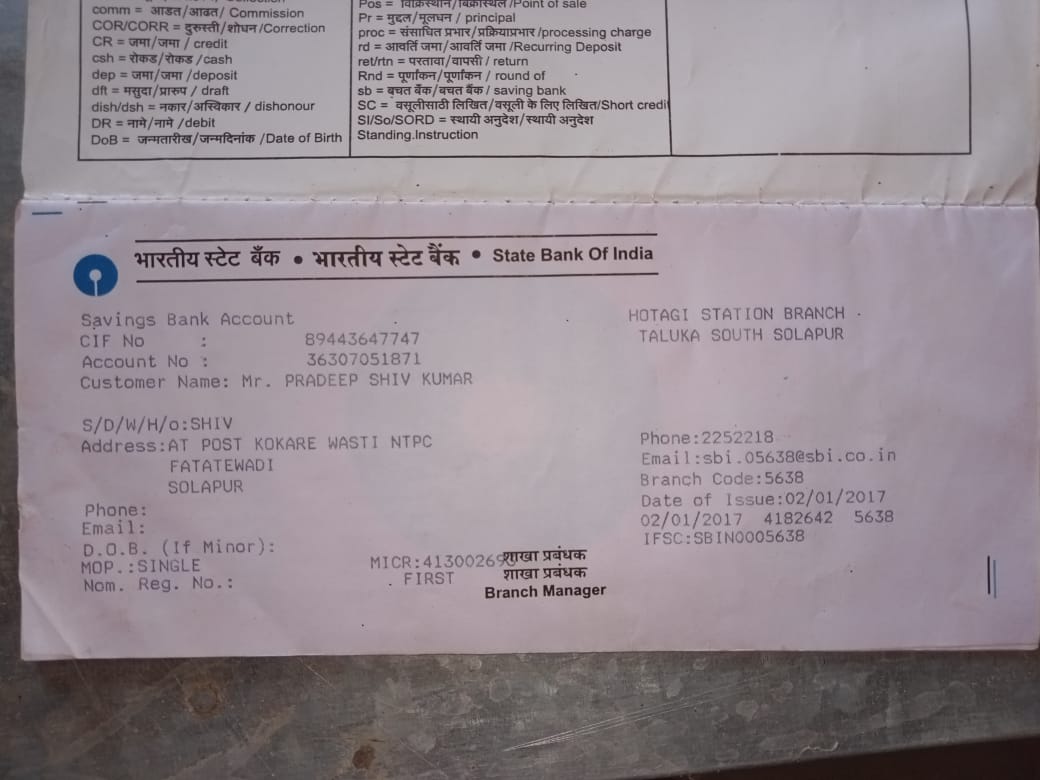 comm = आडत/आढत/ Commission
COR/CORR = दुरुस्ती/शोधन/Correction
CR = जमा/जमा / credit
csh = रोकड/रोकड /cash
dep = जमा/जमा /deposit
dft = मसुदा/प्रारुप / draft
dish/dsh = नकार/अस्विकार / dishonour
DR = नामे/नामे /debit
DoB = जन्मतारीख/जन्मदिनांक /Date of Birth
Pos = विक्रिस्थान/बिक्रीस्थल /Point of sale
Pr = मुद्दल/मूलधन / principal
proc = संसाधित प्रभार/प्रक्रियाप्रभार/processing charge
rd = आवर्ति जमा/आवर्ति जमा /Recurring Deposit
ret/rtn = परतावा/वापसी / return
Rnd = पूर्णांकन/पूर्णांकन / round of
sb = बचत बँक/बचत बैंक / saving bank
SC = वसूलीसाठी लिखित/वसूली के लिए लिखित/Short credit
SI/So/SORD = स्थायी अनुदेश/स्थायी अनुदेश
Standing.Instruction
भारतीय स्टेट बँक • भारतीय स्टेट बैंक • State Bank Of India
Savings Bank Account
CIF No : 89443647747
Account No : 36307051871
Customer Name: Mr. PRADEEP SHIV KUMAR
HOTAGI STATION BRANCH
TALUKA SOUTH SOLAPUR
S/D/W/H/o:SHIV
Address:AT POST KOKARE WASTI NTPC
FATATEWADI
SOLAPUR
Phone:
Email:
D.O.B. (If Minor):
MOP.:SINGLE
Nom. Reg. No.:
Phone:2252218
Email:sbi.05638@sbi.co.in
Branch Code:5638
Date of Issue:02/01/2017
02/01/2017 4182642 5638
IFSC:SBIN0005638
FIRST
शाखा प्रबंधक
शाखा प्रबंधक
Branch Manager